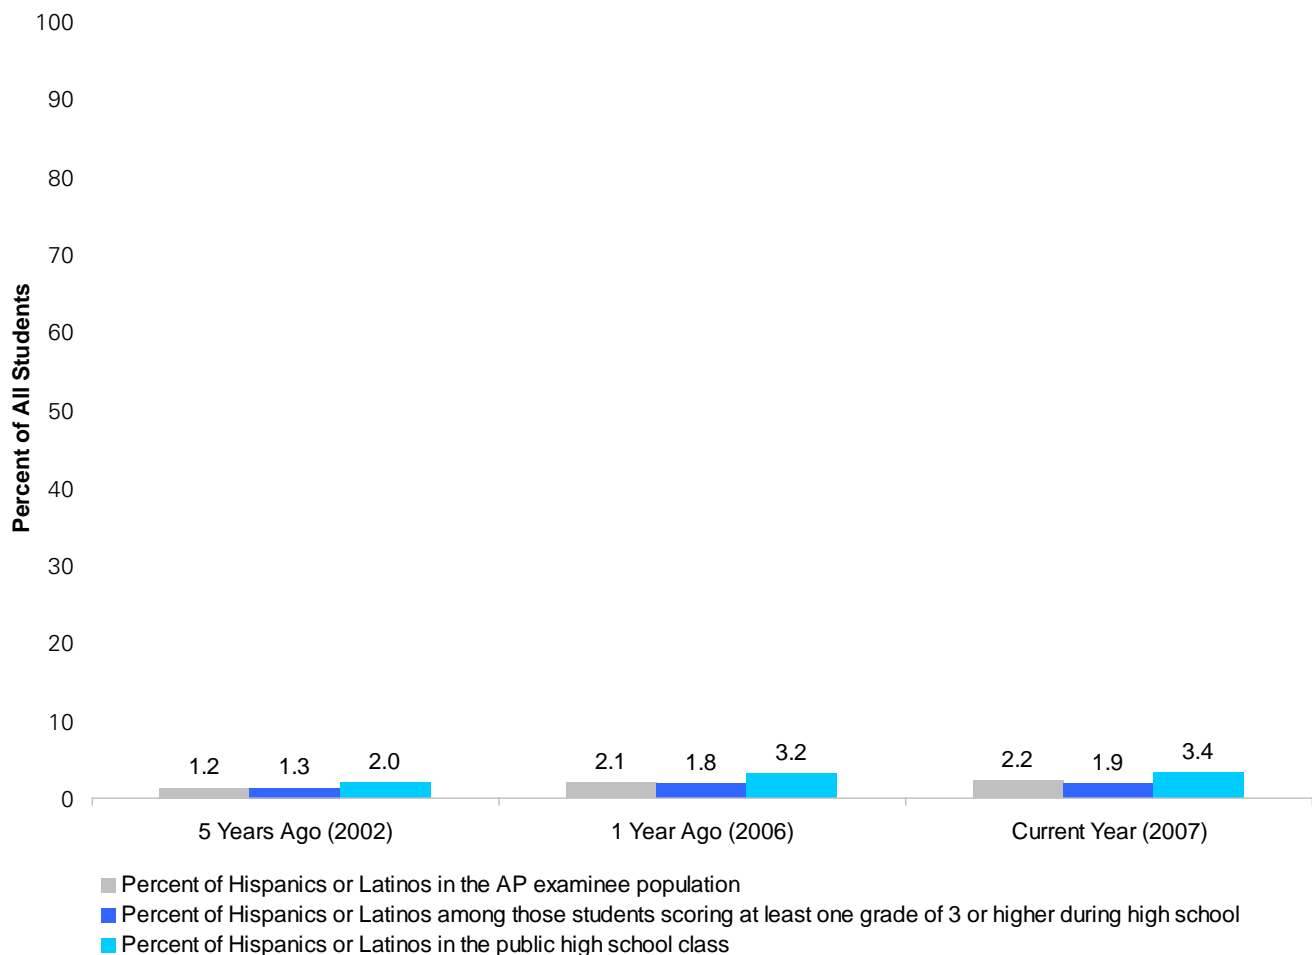 100
90
80
70
60
50
40
30
20
10
0
Percent of All Students
1.2 1.3 2.0
2.1 1.8 3.2
2.2 1.9 3.4
5 Years Ago (2002)
1 Year Ago (2006)
Current Year (2007)
Percent of Hispanics or Latinos in the AP examinee population
Percent of Hispanics or Latinos among those students scoring at least one grade of 3 or higher during high school
Percent of Hispanics or Latinos in the public high school class